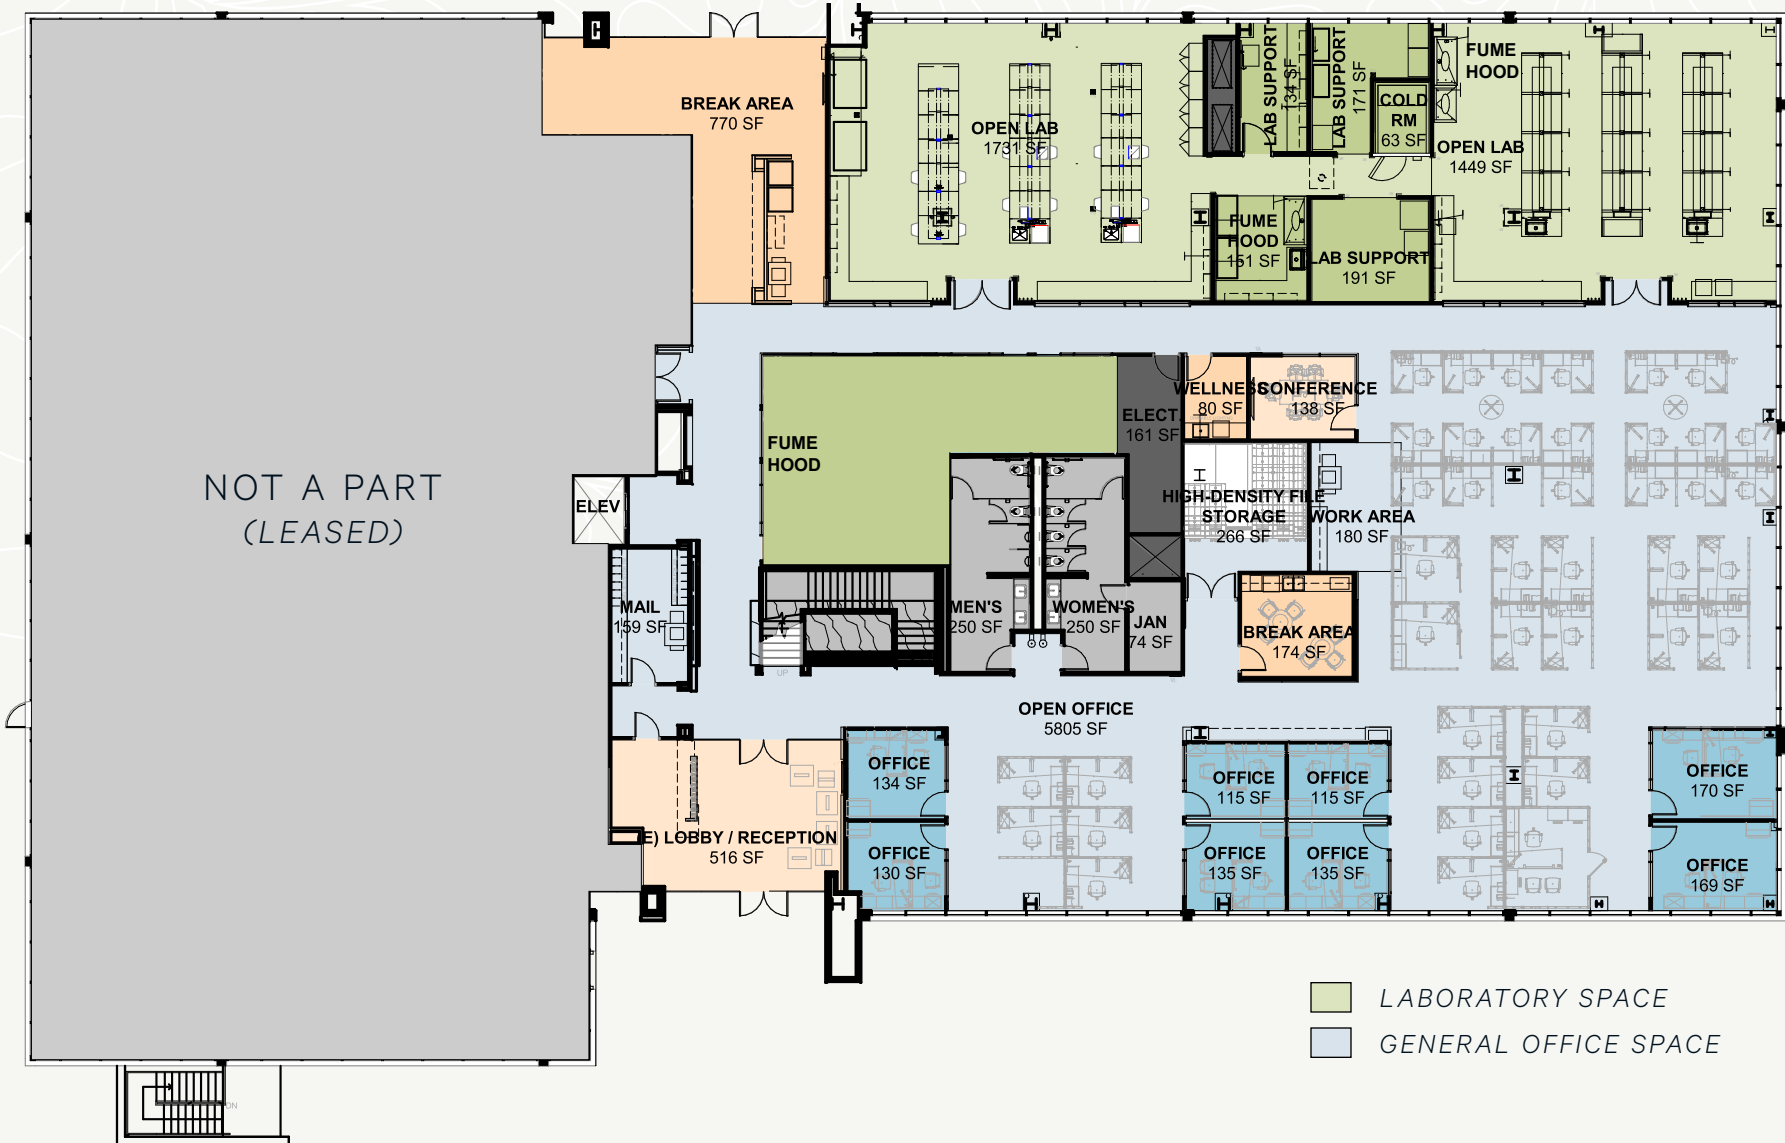 BREAK AREA
770 SF
OPEN LAB
1731 SF
LAB SUPPORT
134 SF
LAB SUPPORT
171 SF
COLD
RM
63 SF
FUME
HOOD
OPEN LAB
1449 SF
FUME
HOOD
151 SF
LAB SUPPORT
191 SF
NOT A PART
(LEASED)
ELEV
FUME
HOOD
ELECT.
161 SF
WELLNESS
80 SF
CONFERENCE
138 SF
HIGH-DENSITY FILE
STORAGE
266 SF
WORK AREA
180 SF
MAIL
159 SF
UP
MEN'S
250 SF
WOMEN'S
250 SF
JAN
74 SF
BREAK AREA
174 SF
OPEN OFFICE
5805 SF
E) LOBBY / RECEPTION
516 SF
OFFICE
134 SF
OFFICE
130 SF
OFFICE
115 SF
OFFICE
115 SF
OFFICE
135 SF
OFFICE
135 SF
OFFICE
170 SF
OFFICE
169 SF
LABORATORY SPACE
GENERAL OFFICE SPACE
DN